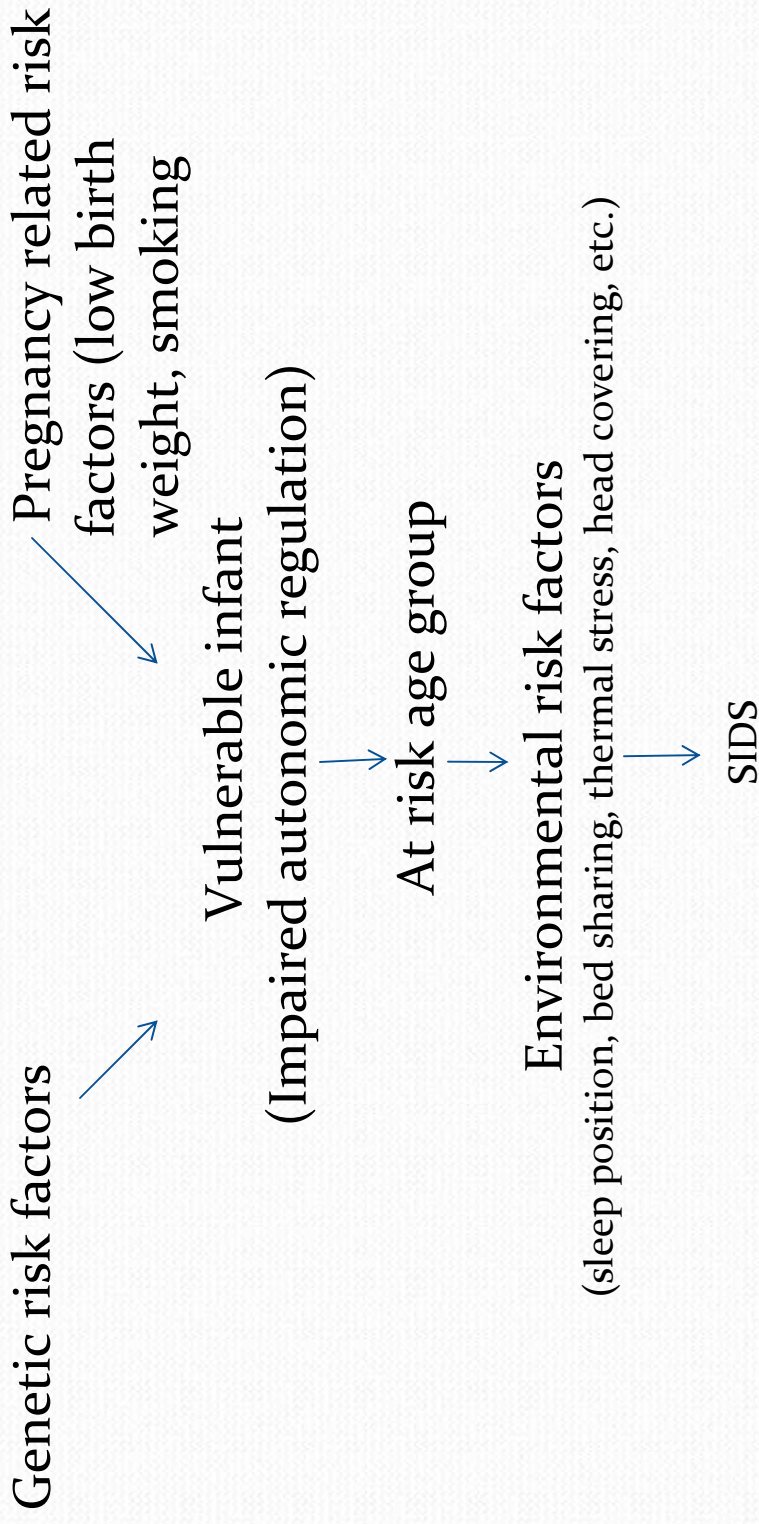 Genetic risk factors
Pregnancy related risk
factors (low birth
weight, smoking
Vulnerable infant
(Impaired autonomic regulation)
At risk age group
Environmental risk factors
(sleep position, bed sharing, thermal stress, head covering, etc.)
SIDS